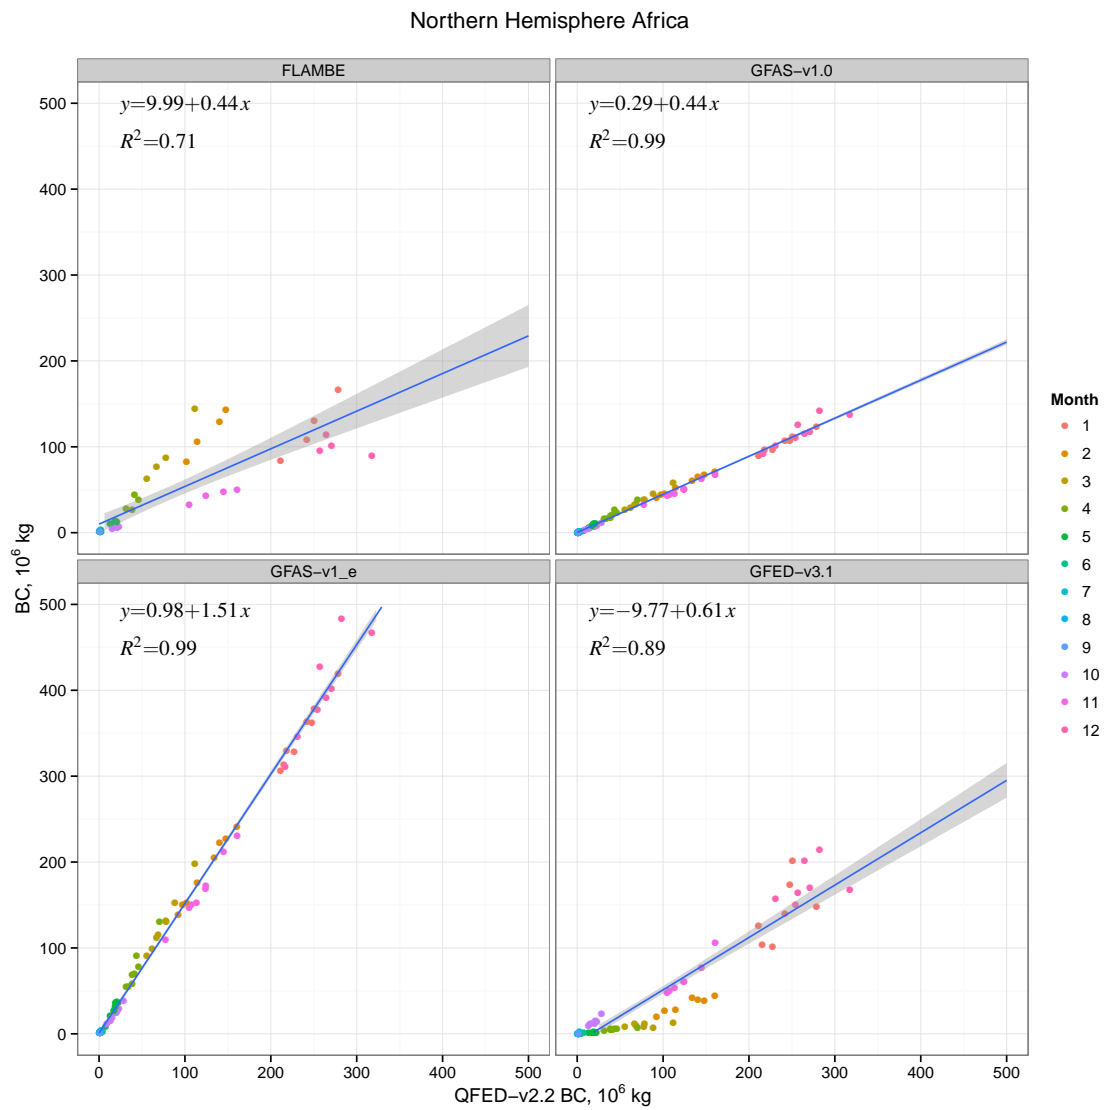 Northern Hemisphere Africa
FLAMBE
GFAS−v1.0
y=9.99+0.44x
R²=0.71
y=0.29+0.44x
R²=0.99
500
400
300
200
100
0
GFAS−v1_e
GFED−v3.1
y=0.98+1.51x
R²=0.99
y=−9.77+0.61x
R²=0.89
500
400
300
200
100
0
0 100 200 300 400 500
0 100 200 300 400 500
BC, 10⁶ kg
QFED−v2.2 BC, 10⁶ kg
Month
1
2
3
4
5
6
7
8
9
10
11
12